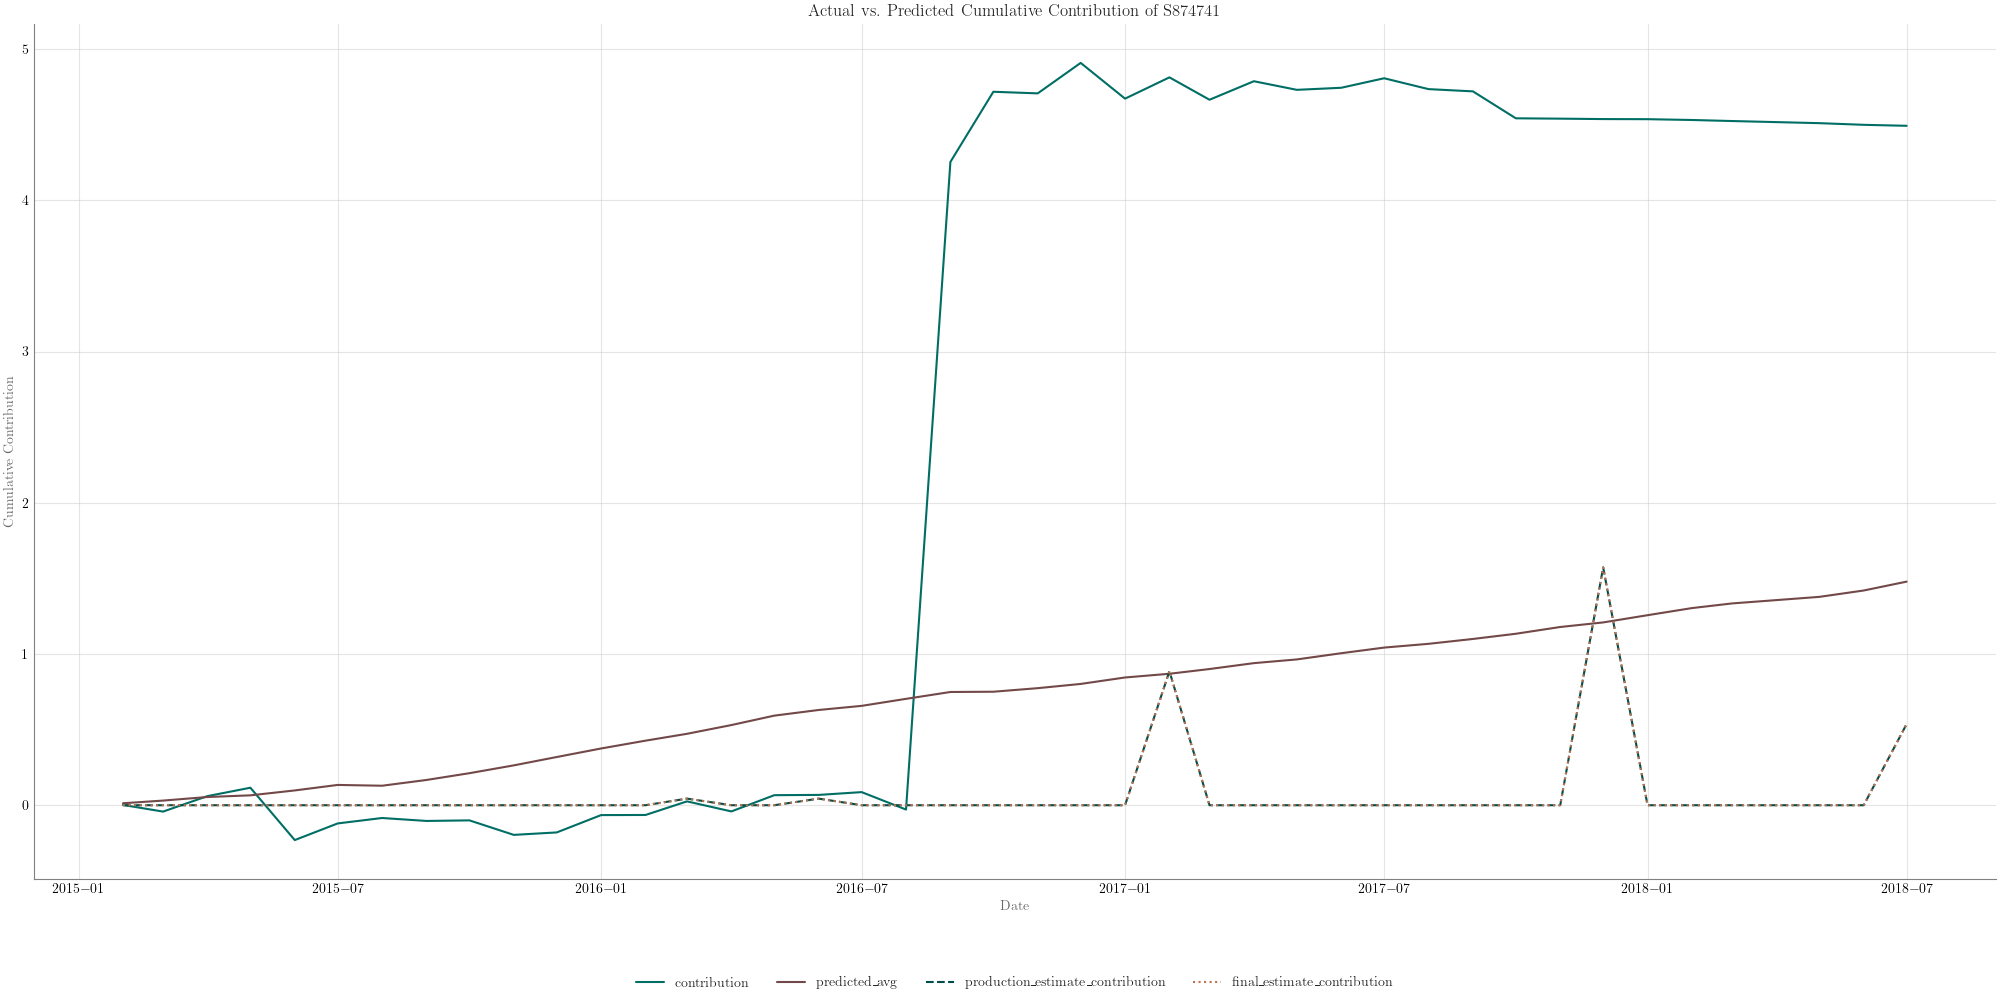 Actual vs. Predicted Cumulative Contribution of S874741
5
4
3
2
1
0
Cumulative Contribution
2015–01 2015–07 2016–01 2016–07 2017–01 2017–07 2018–01 2018–07
Date
contribution predicted_avg production_estimate_contribution final_estimate_contribution